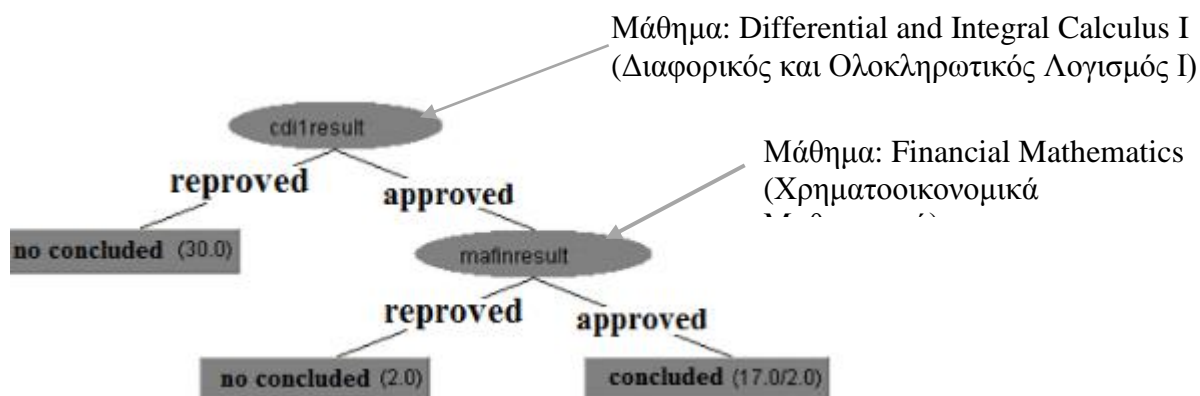 Μάθημα: Differential and Integral Calculus I
(Διαφορικός και Ολοκληρωτικός Λογισμός Ι)
cdi1result
Μάθημα: Financial Mathematics
(Χρηματοοικονομικά
reproved
approved
no concluded (30.0)
mafinresult
reproved
approved
no concluded (2.0)
concluded (17.0/2.0)